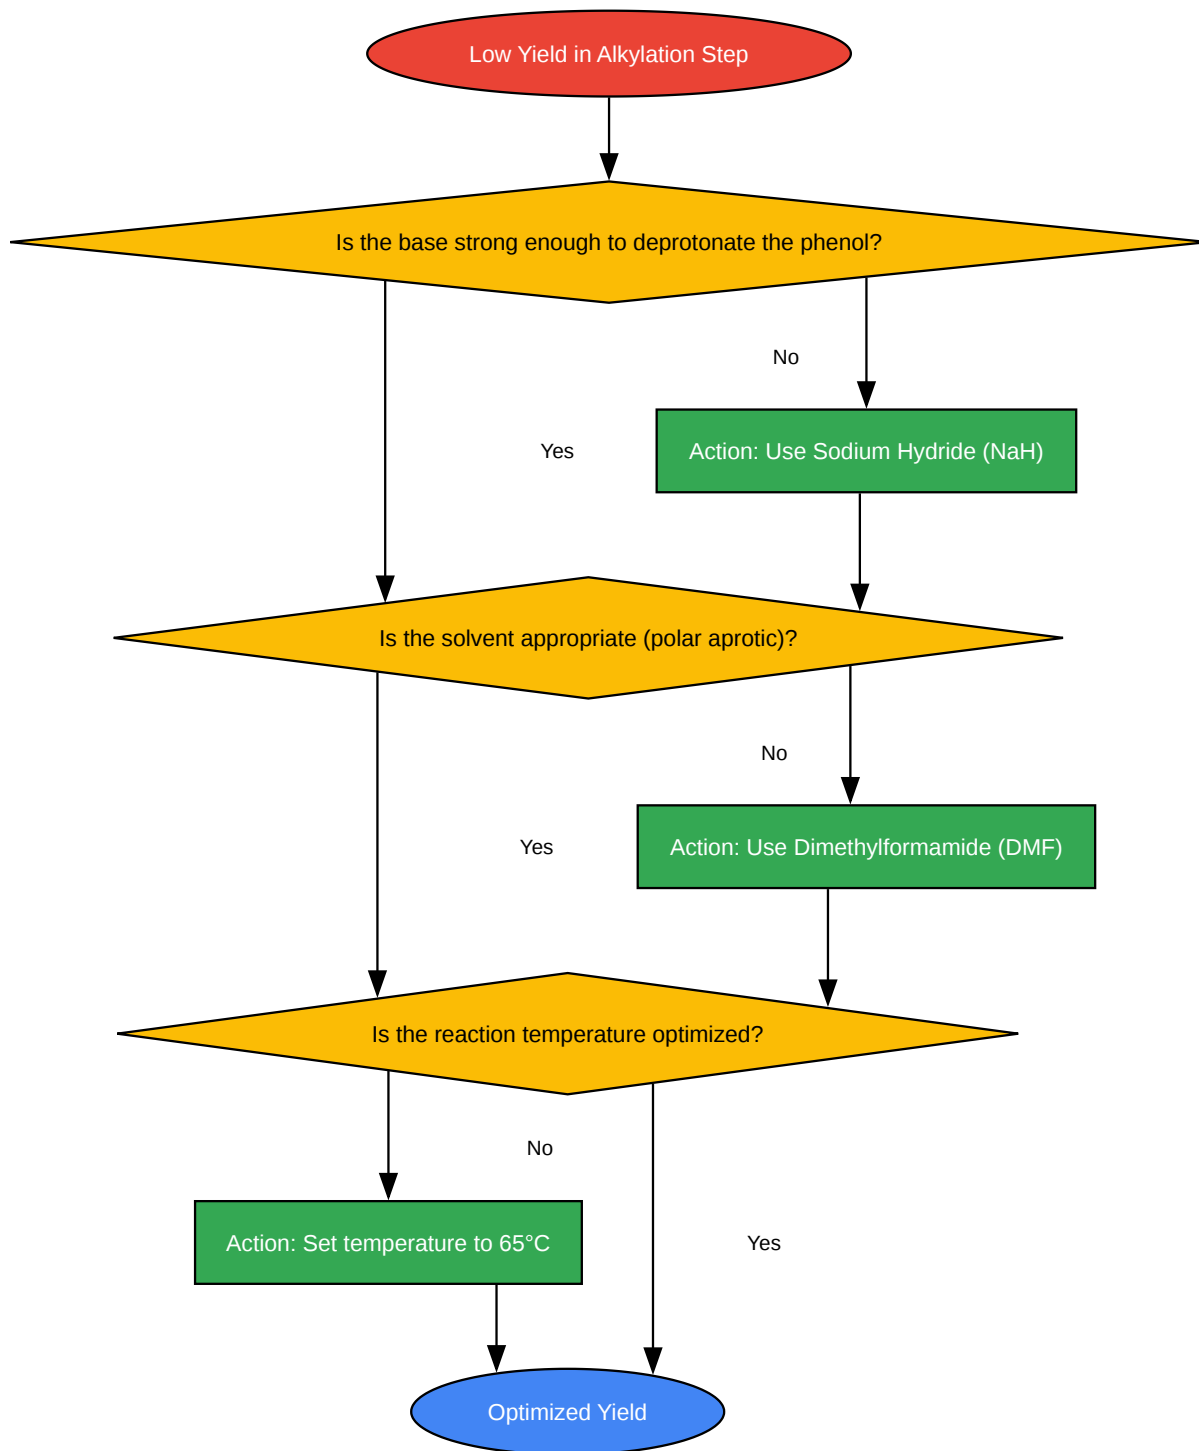 Low Yield in Alkylation Step
Is the base strong enough to deprotonate the phenol?
No
Yes
Action: Use Sodium Hydride (NaH)
Is the solvent appropriate (polar aprotic)?
No
Yes
Action: Use Dimethylformamide (DMF)
Is the reaction temperature optimized?
No
Action: Set temperature to 65°C
Yes
Optimized Yield